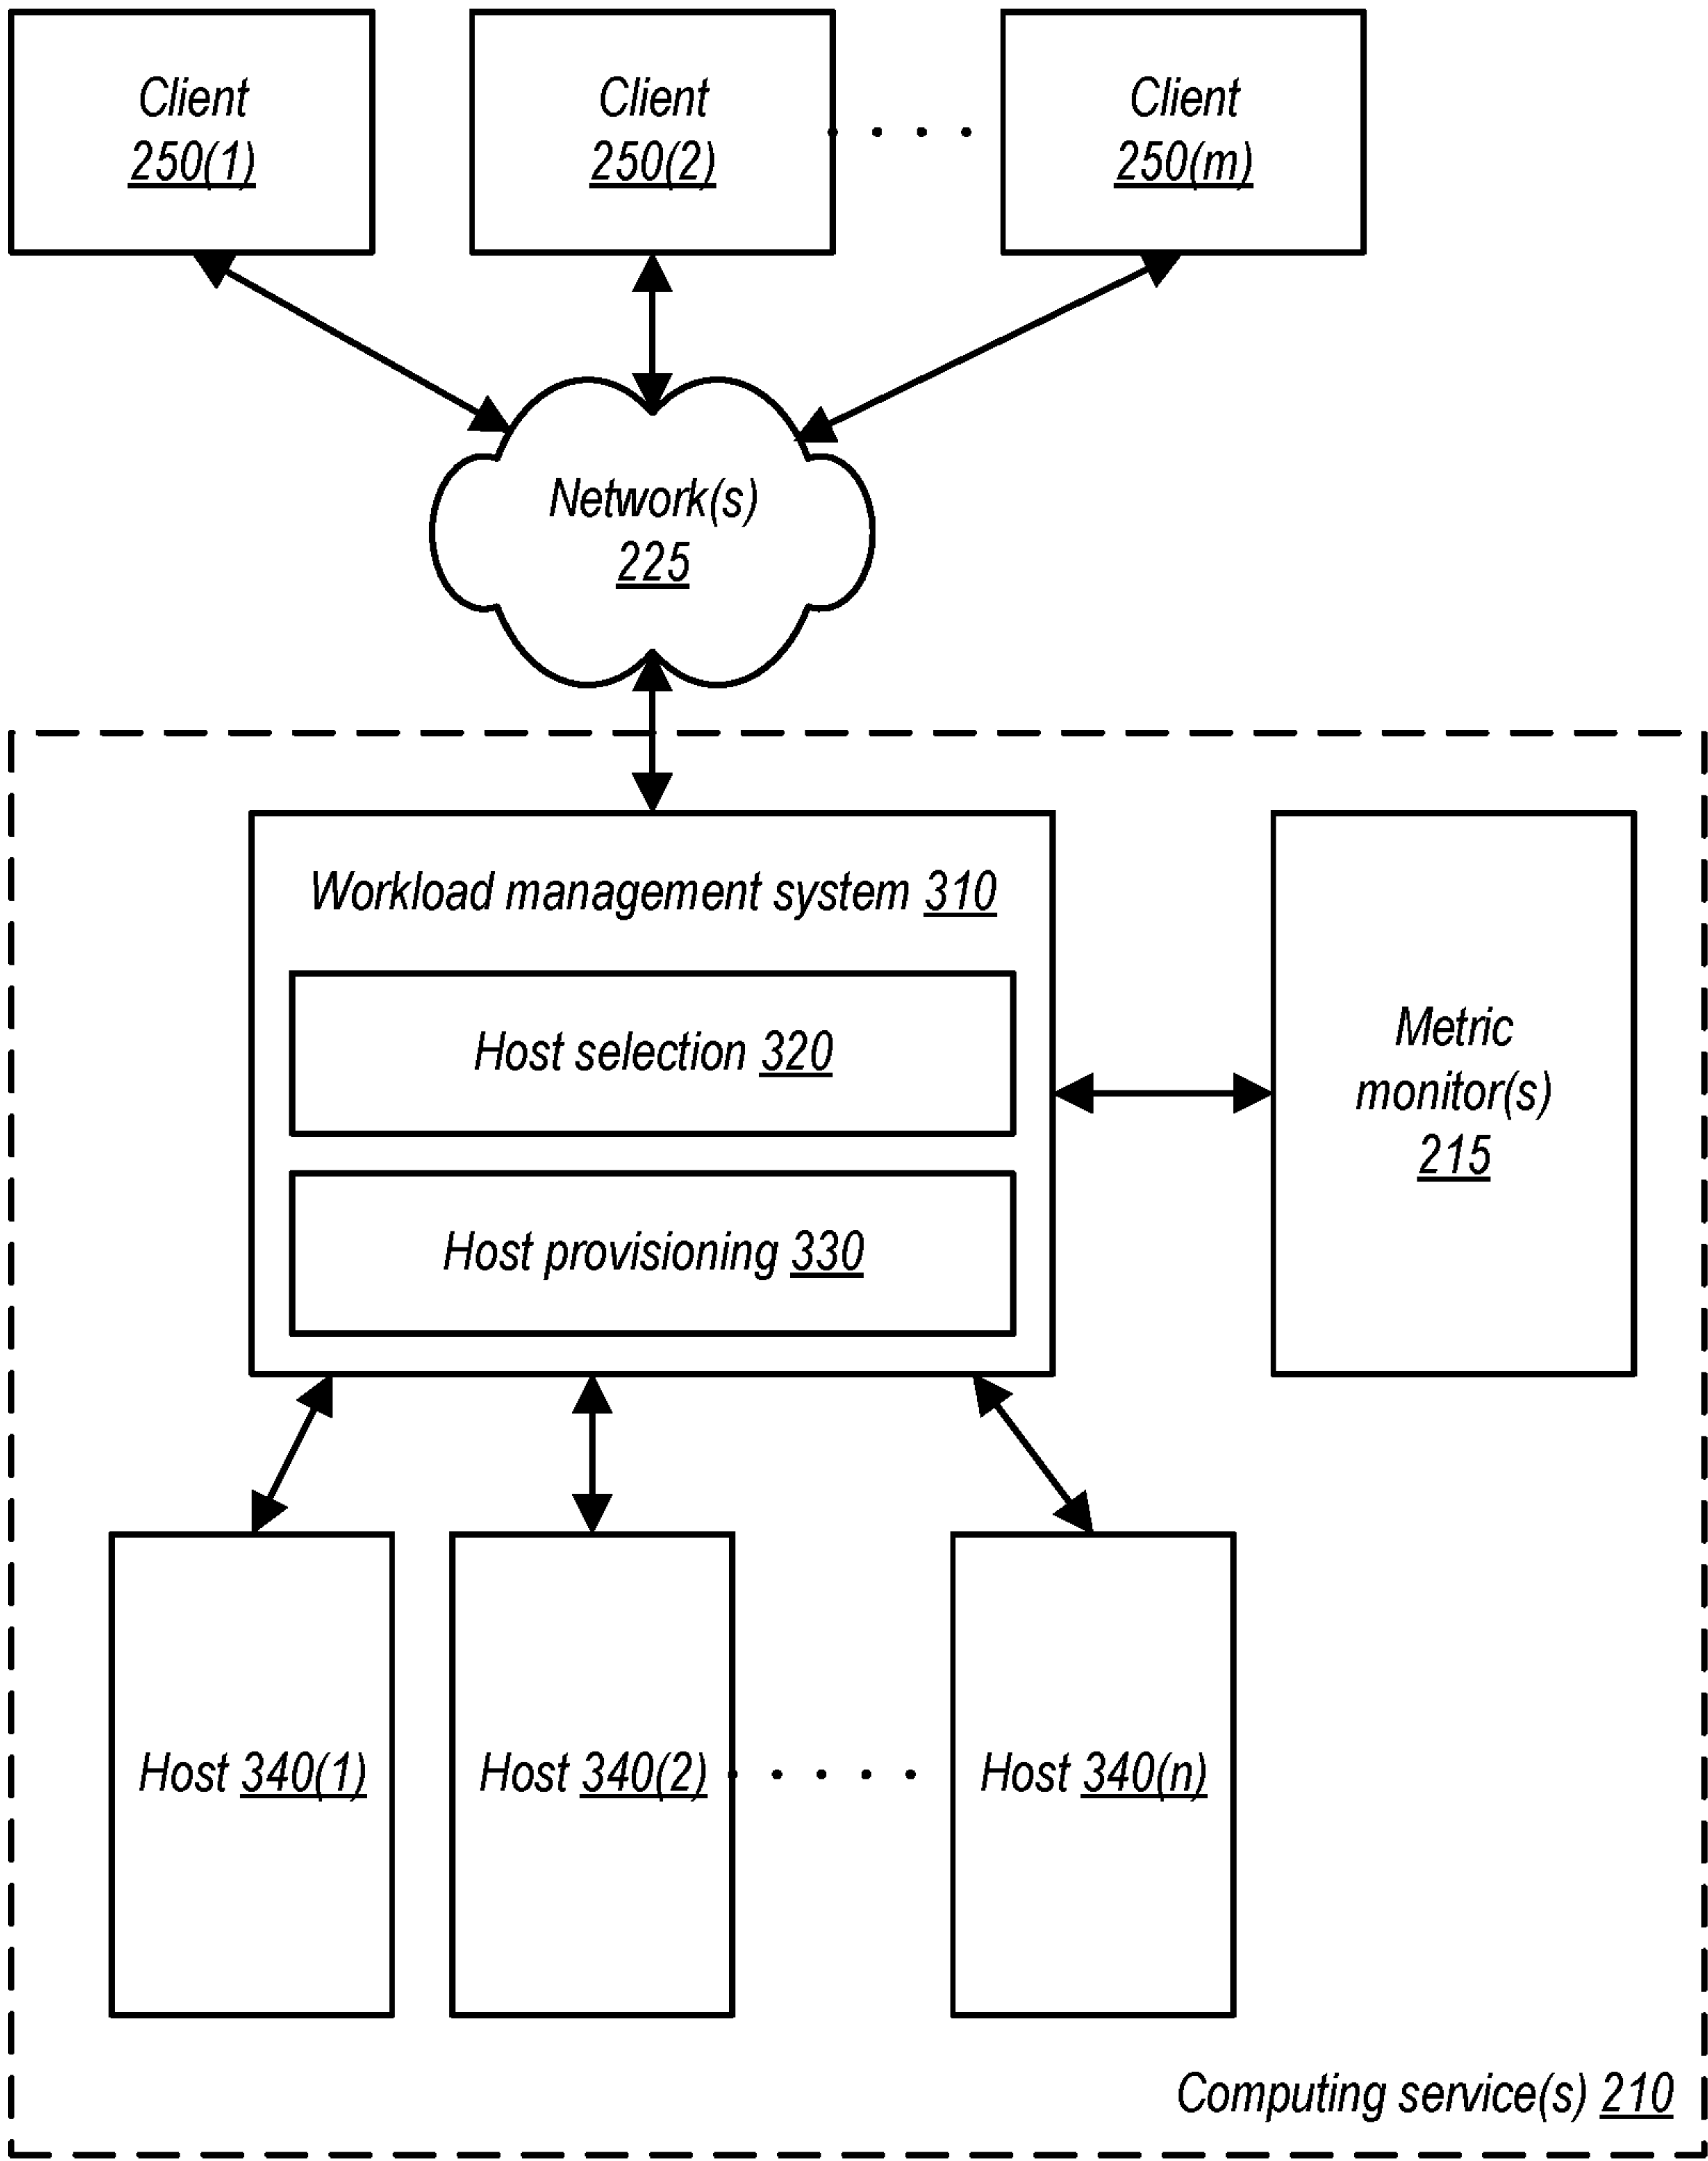 Client
250(1)
Client
250(2)
Client
250(m)
Network(s)
225
Workload management system 310
Host selection 320
Host provisioning 330
Metric
monitor(s)
215
Host 340(1)
Host 340(2)
Host 340(n)
Computing service(s) 210